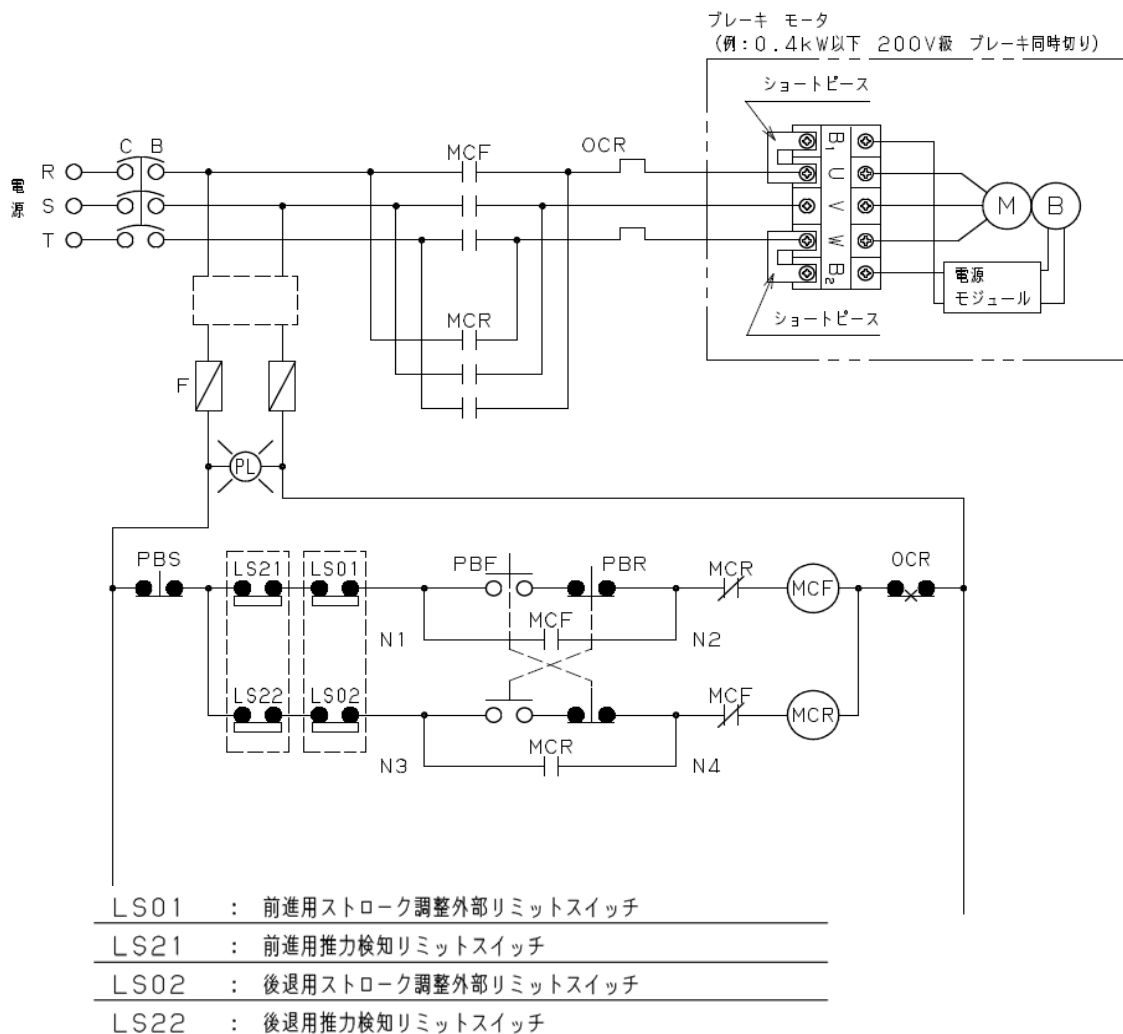 ブレーキ モータ
(例:0.4kW以下 200V級 ブレーキ同時切り)
ショートピース
電源
R
S
T
C B
MCF
OCR
B1
U
V
W
B2
M
B
電源
モジュール
ショートピース
MCR
F
PL
PBS
LS21
LS01
PBF
PBR
MCR
MCF
OCR
N1
MCF
N2
LS22
LS02
MCF
MCR
N3
MCR
N4
LS01 : 前進用ストローク調整外部リミットスイッチ
LS21 : 前進用推力検知リミットスイッチ
LS02 : 後退用ストローク調整外部リミットスイッチ
LS22 : 後退用推力検知リミットスイッチ